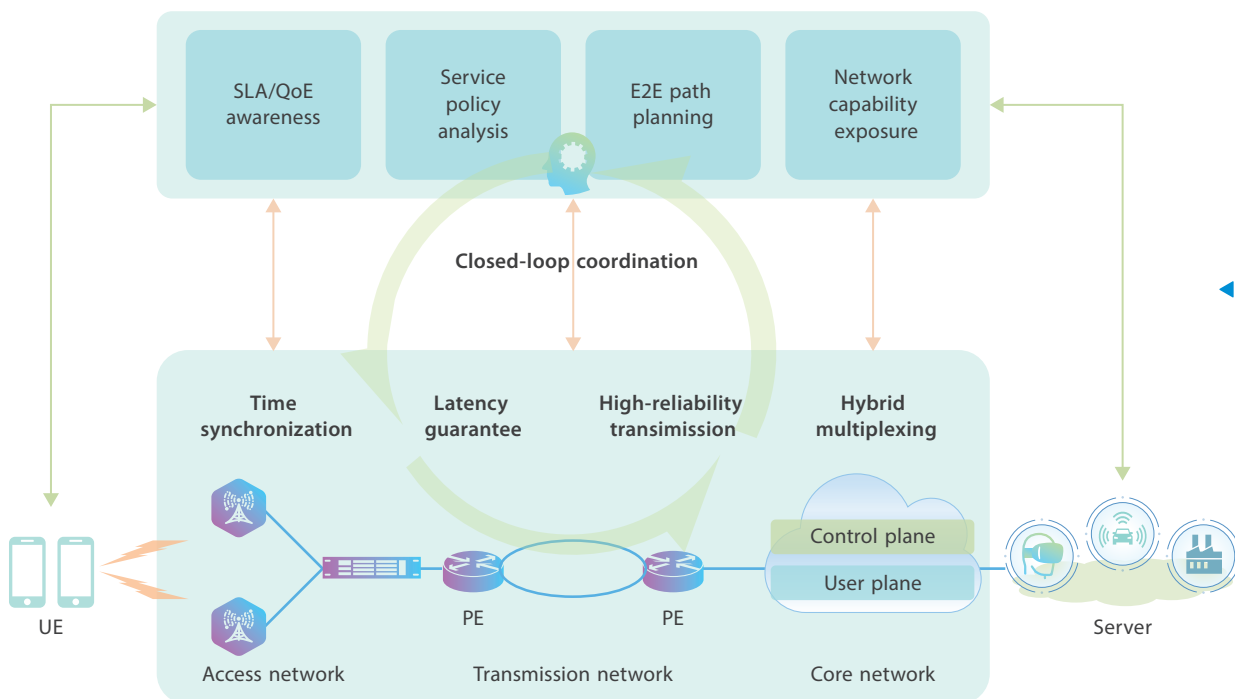 SLA/QoE
awareness
Service
policy
analysis
E2E path
planning
Network
capability
exposure
Closed-loop coordination
Time
synchronization
Latency
guarantee
High-reliability
transimission
Hybrid
multiplexing
Control plane
User plane
PE
PE
UE
Server
Access network
Transmission network
Core network